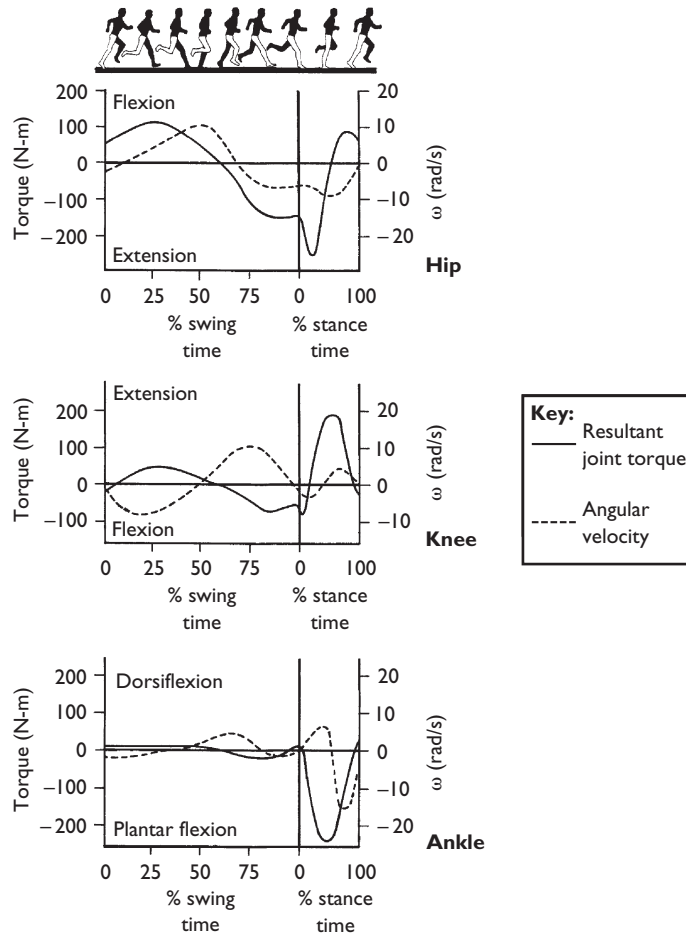 200
100
0
−100
−200
Torque (N-m)
Flexion
Extension
20
10
0
−10
−20
ω (rad/s)
Hip
0 25 50 75 0 100
% swing % stance
time time
200
100
0
−100
Torque (N-m)
Extension
Flexion
20
10
0
−10
ω (rad/s)
Knee
0 25 50 75 0 100
% swing % stance
time time
Key:
Resultant
joint torque
Angular
velocity
200
100
0
−100
−200
Torque (N-m)
Dorsiflexion
Plantar flexion
20
10
0
−10
−20
ω (rad/s)
Ankle
0 25 50 75 0 100
% swing % stance
time time